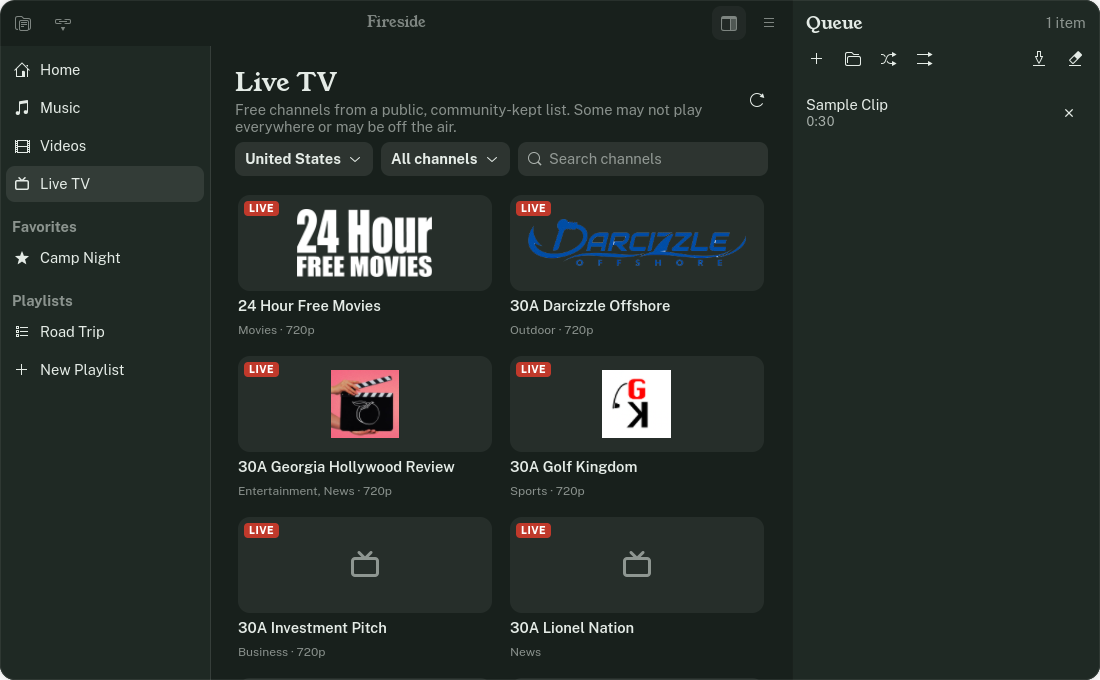 Fireside
Home
Music
Videos
Live TV
Favorites
Camp Night
Playlists
Road Trip
New Playlist
Live TV
Free channels from a public, community-kept list. Some may not play
everywhere or may be off the air.
United States
All channels
Search channels
LIVE
24 Hour
FREE MOVIES
24 Hour Free Movies
Movies · 720p
LIVE
DARCIZZLE
OFFSHORE
30A Darcizzle Offshore
Outdoor · 720p
LIVE
30A Georgia Hollywood Review
Entertainment, News · 720p
LIVE
G
K
30A Golf Kingdom
Sports · 720p
LIVE
30A Investment Pitch
Business · 720p
LIVE
30A Lionel Nation
News
Queue
1 item
Sample Clip
0:30